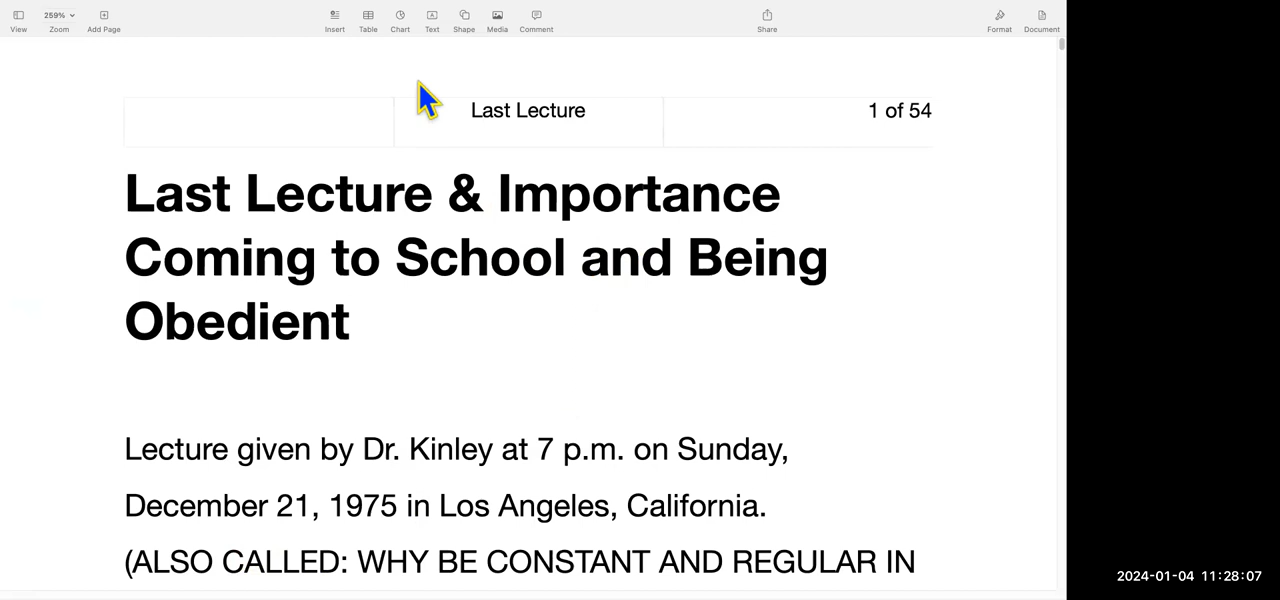 259%
View Zoom Add Page Insert Table Chart Text Shape Media Comment Share Format Document
Last Lecture 1 of 54
Last Lecture & Importance
Coming to School and Being
Obedient
Lecture given by Dr. Kinley at 7 p.m. on Sunday,
December 21, 1975 in Los Angeles, California.
(ALSO CALLED: WHY BE CONSTANT AND REGULAR IN
2024-01-04 11:28:07